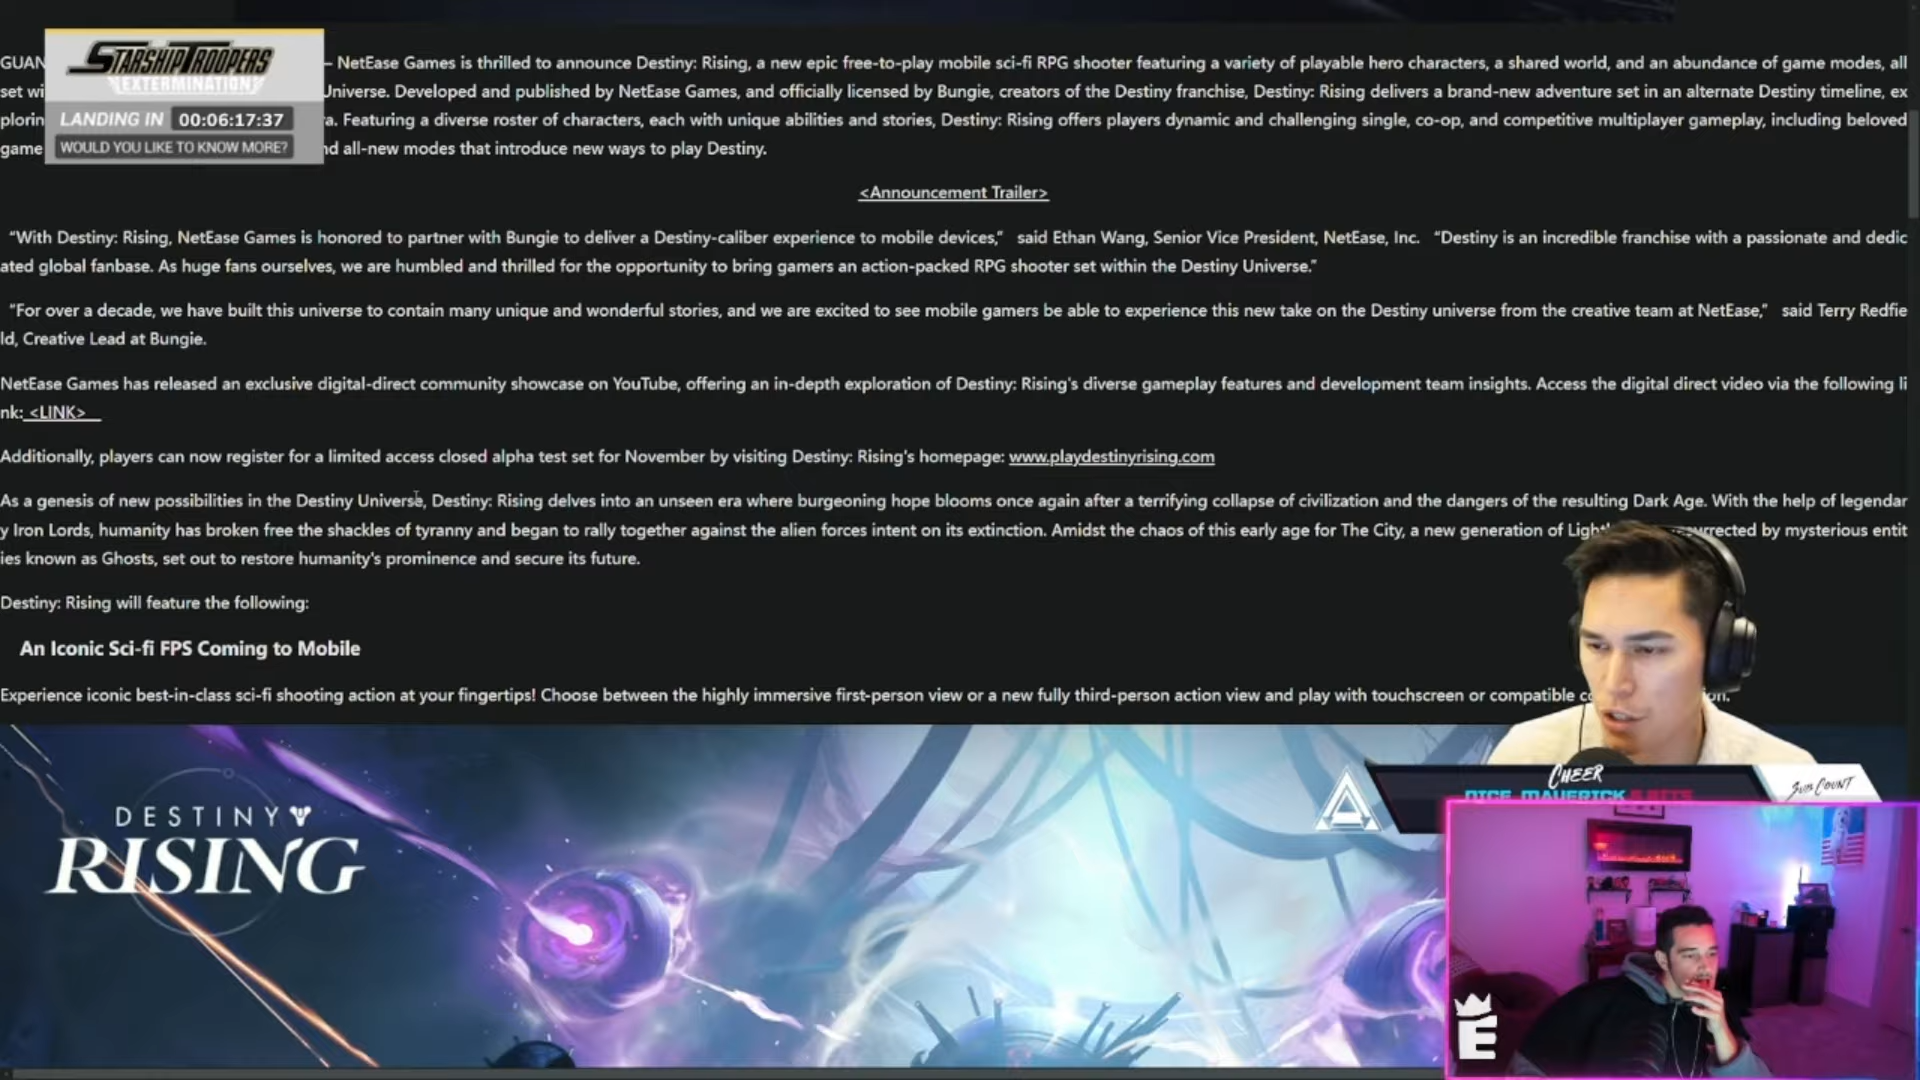 STARSHIP TROOPERS
EXTERMINATION
LANDING IN 00:06:17:37
WOULD YOU LIKE TO KNOW MORE?
GUAN – NetEase Games is thrilled to announce Destiny: Rising, a new epic free-to-play mobile sci-fi RPG shooter featuring a variety of playable hero characters, a shared world, and an abundance of game modes, all
set wi Universe. Developed and published by NetEase Games, and officially licensed by Bungie, creators of the Destiny franchise, Destiny: Rising delivers a brand-new adventure set in an alternate Destiny timeline, ex
plorin a. Featuring a diverse roster of characters, each with unique abilities and stories, Destiny: Rising offers players dynamic and challenging single, co-op, and competitive multiplayer gameplay, including beloved
game nd all-new modes that introduce new ways to play Destiny.
<Announcement Trailer>
“With Destiny: Rising, NetEase Games is honored to partner with Bungie to deliver a Destiny-caliber experience to mobile devices,” said Ethan Wang, Senior Vice President, NetEase, Inc. “Destiny is an incredible franchise with a passionate and dedic
ated global fanbase. As huge fans ourselves, we are humbled and thrilled for the opportunity to bring gamers an action-packed RPG shooter set within the Destiny Universe.”
“For over a decade, we have built this universe to contain many unique and wonderful stories, and we are excited to see mobile gamers be able to experience this new take on the Destiny universe from the creative team at NetEase,” said Terry Redfie
ld, Creative Lead at Bungie.
NetEase Games has released an exclusive digital-direct community showcase on YouTube, offering an in-depth exploration of Destiny: Rising's diverse gameplay features and development team insights. Access the digital direct video via the following li
nk: <LINK>
Additionally, players can now register for a limited access closed alpha test set for November by visiting Destiny: Rising's homepage: www.playdestinyrising.com
As a genesis of new possibilities in the Destiny Universe, Destiny: Rising delves into an unseen era where burgeoning hope blooms once again after a terrifying collapse of civilization and the dangers of the resulting Dark Age. With the help of legendar
y Iron Lords, humanity has broken free the shackles of tyranny and began to rally together against the alien forces intent on its extinction. Amidst the chaos of this early age for The City, a new generation of Light urrected by mysterious entit
ies known as Ghosts, set out to restore humanity's prominence and secure its future.
Destiny: Rising will feature the following:
An Iconic Sci-fi FPS Coming to Mobile
Experience iconic best-in-class sci-fi shooting action at your fingertips! Choose between the highly immersive first-person view or a new fully third-person action view and play with touchscreen or compatible co on.
DESTINY
RISING
CHEER
SUB COUNT
E